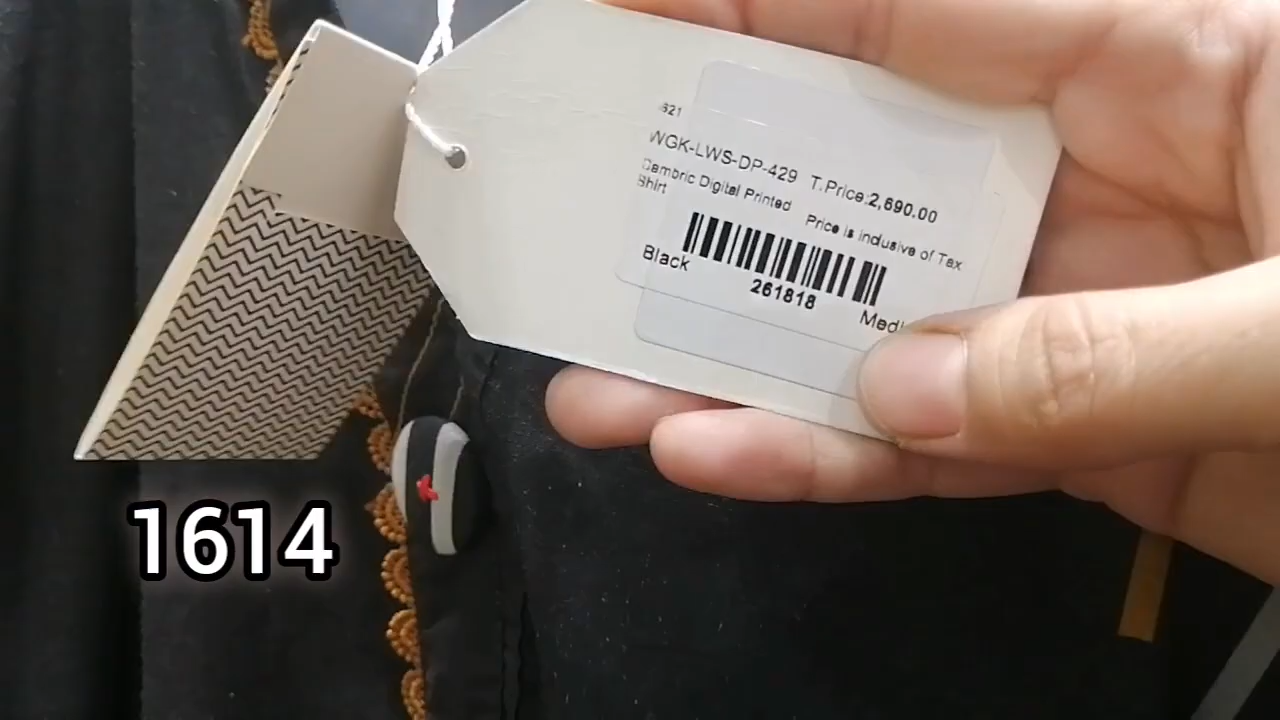 621
WGK-LWS-DP-429 T.Price:2,690.00
Cambric Digital Printed
Shirt
Price is inclusive of Tax
Black
261818
1614